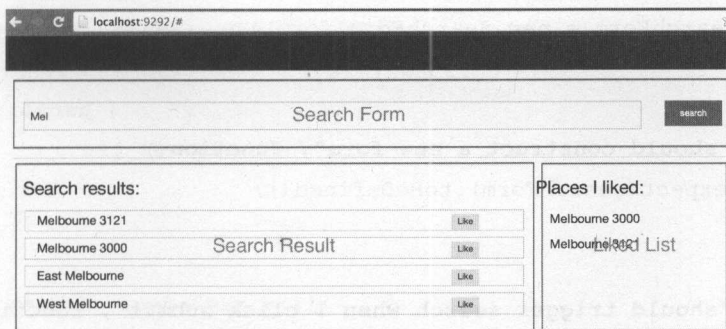 localhost:9292/#
Mel
Search Form
search
Search results:
Melbourne 3121 Like
Melbourne 3000 Like
Search Result
East Melbourne Like
West Melbourne Like
Places I liked:
Melbourne 3000
Melbourne 3121
Liked List